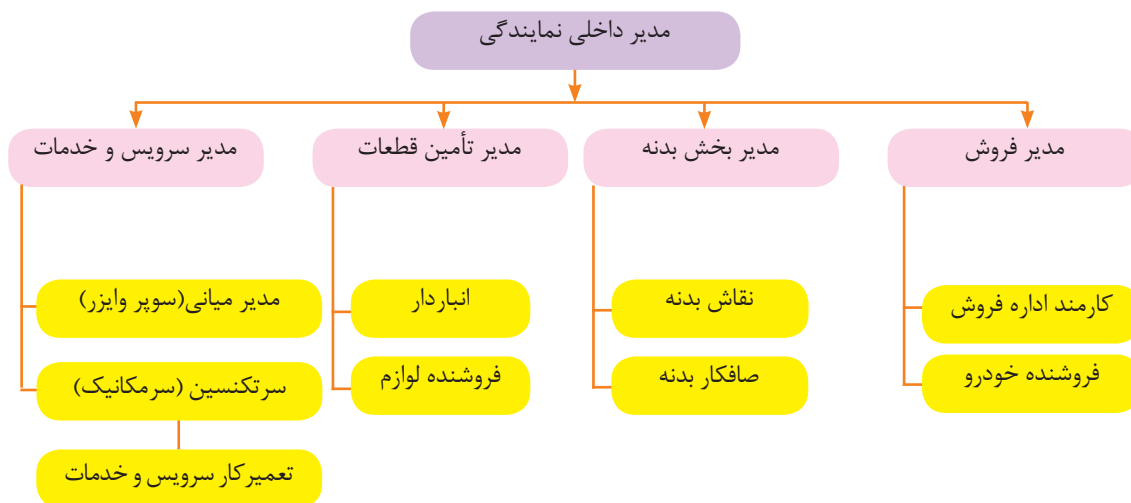 مدیر داخلی نمایندگی
مدیر فروش
مدیر بخش بدنه
مدیر تأمین قطعات
مدیر سرویس و خدمات
کارمند اداره فروش
فروشنده خودرو
نقاش بدنه
صافکار بدنه
انباردار
فروشنده لوازم
مدیر میانی(سوپر وایزر)
سرتکنسین (سرمکانیک)
تعمیرکار سرویس و خدمات